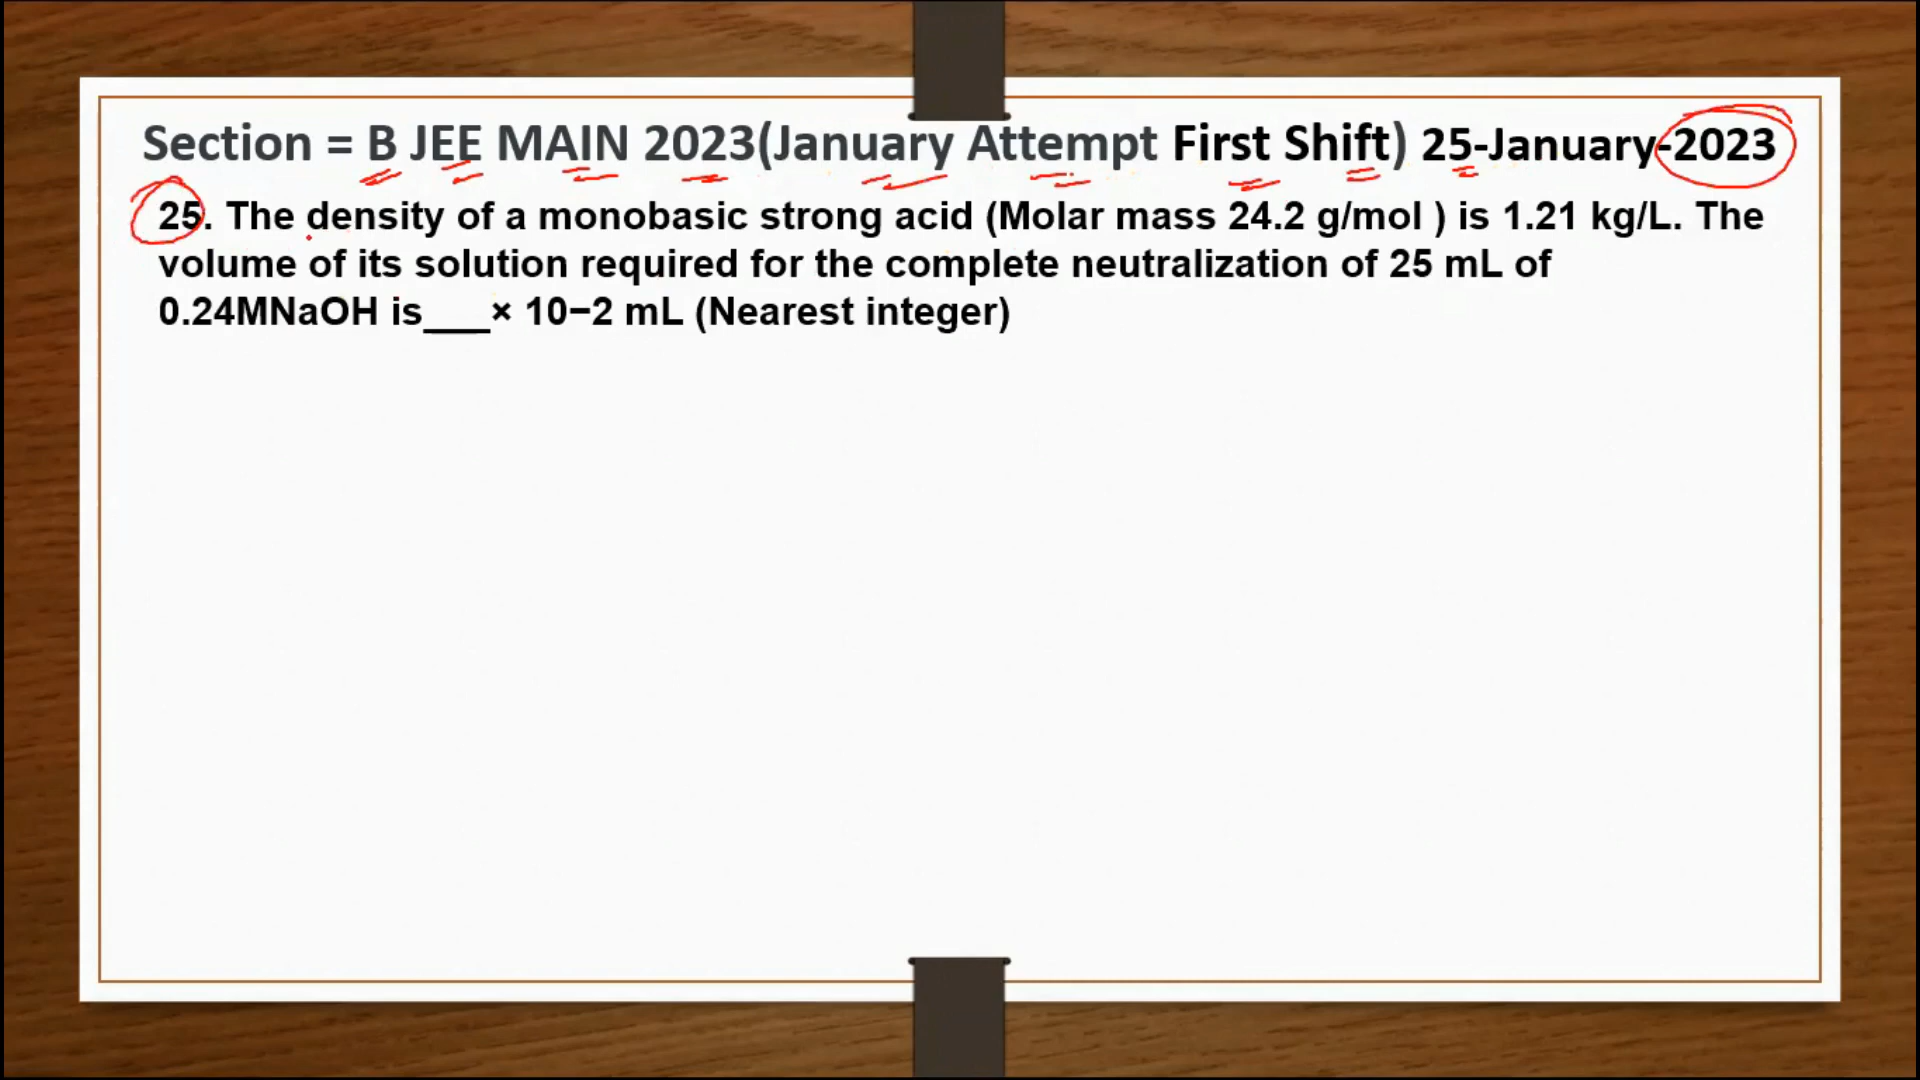 Section = B JEE MAIN 2023(January Attempt First Shift) 25-January-2023
25. The density of a monobasic strong acid (Molar mass 24.2 g/mol ) is 1.21 kg/L. The
volume of its solution required for the complete neutralization of 25 mL of
0.24MNaOH is___× 10−2 mL (Nearest integer)